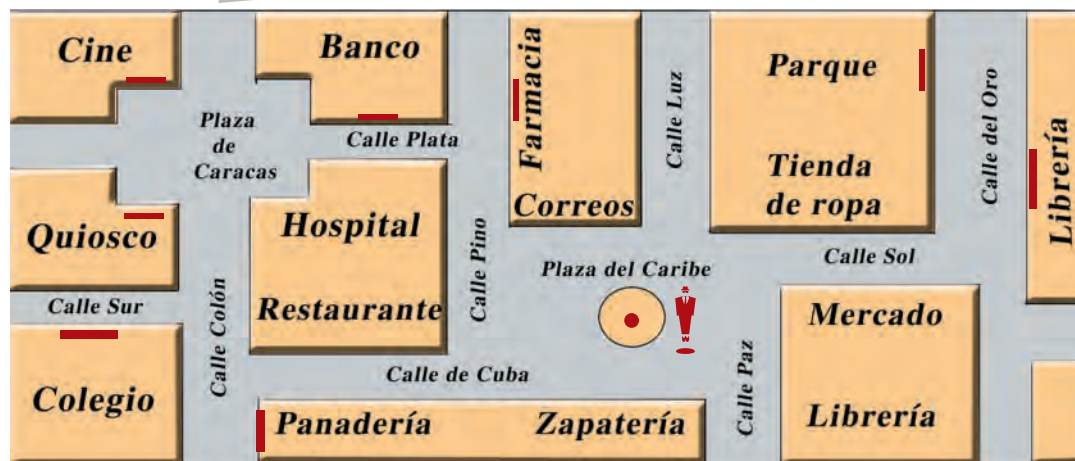 Cine
Banco
Farmacia
Calle Luz
Parque
Calle del Oro
Librería
Plaza
de
Caracas
Calle Plata
Tienda
de ropa
Correos
Quiosco
Hospital
Calle Pino
Plaza del Caribe
Calle Sol
Calle Sur
Calle Colón
Restaurante
Mercado
Calle de Cuba
Calle Paz
Colegio
Panadería
Zapatería
Librería